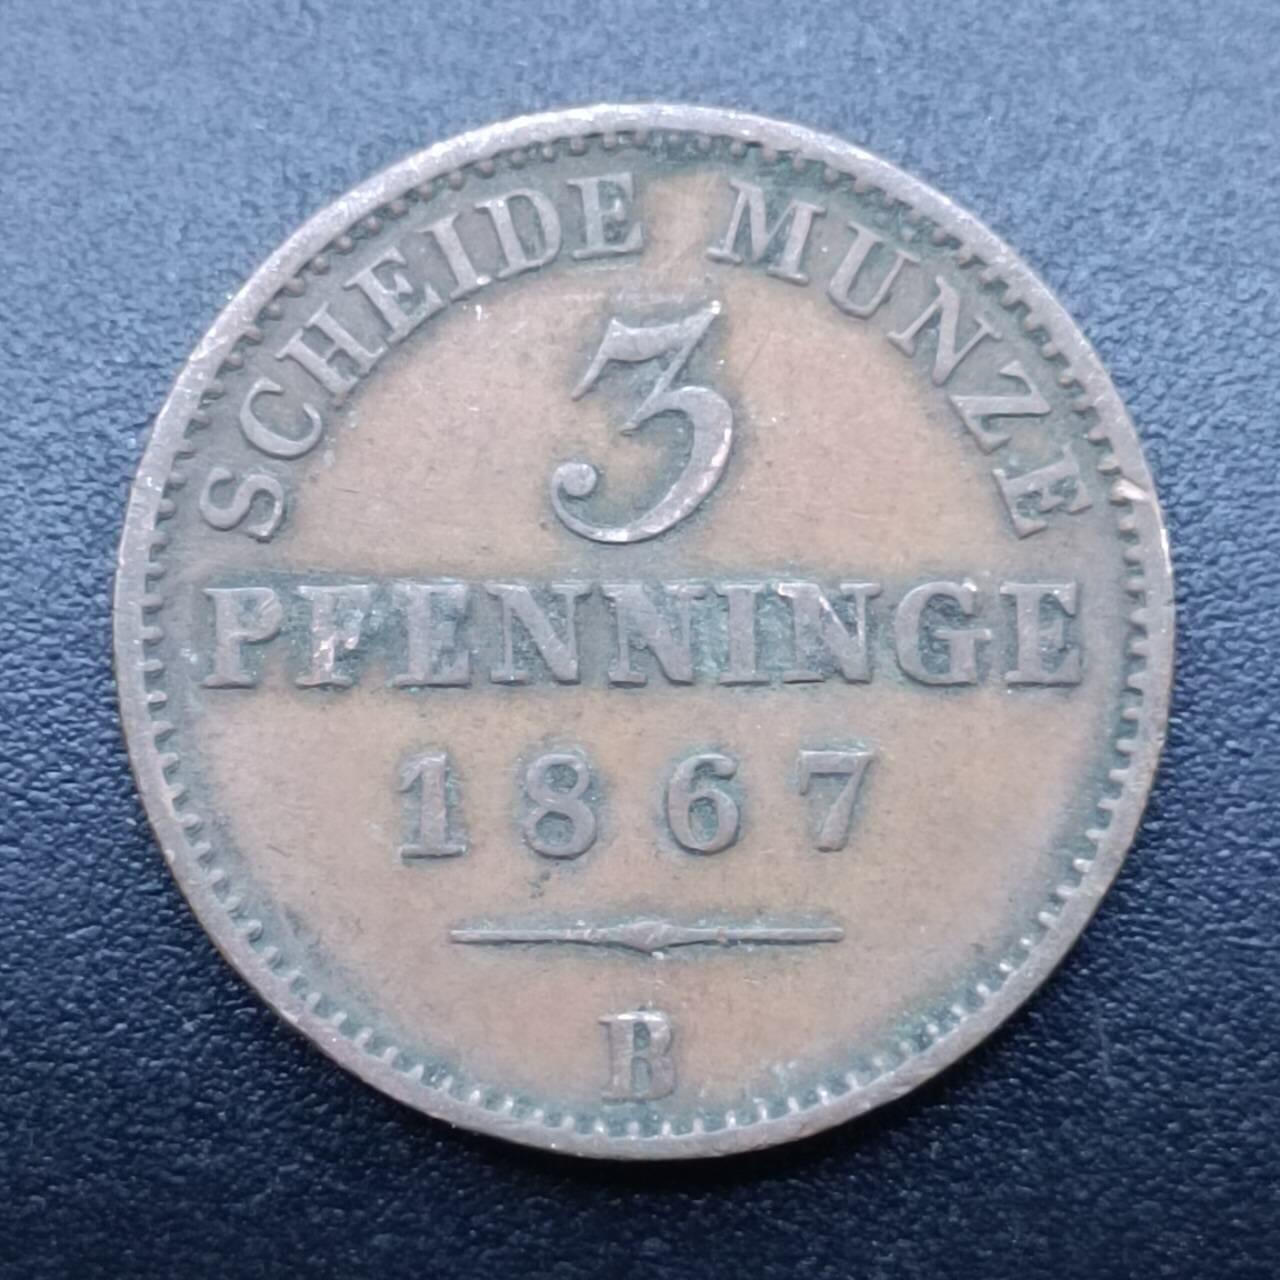 SCHEIDE MUNZE
3
PFENNINGE
1867
B